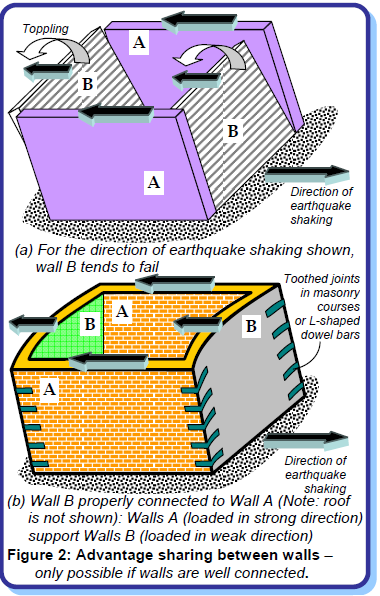 Toppling
A
B
B
A
Direction of
earthquake
shaking
(a) For the direction of earthquake shaking shown,
wall B tends to fail
Toothed joints
in masonry
courses
or L-shaped
dowel bars
B
A
B
A
Direction of
earthquake
shaking
(b) Wall B properly connected to Wall A (Note: roof
is not shown): Walls A (loaded in strong direction)
support Walls B (loaded in weak direction)
Figure 2: Advantage sharing between walls –
only possible if walls are well connected.